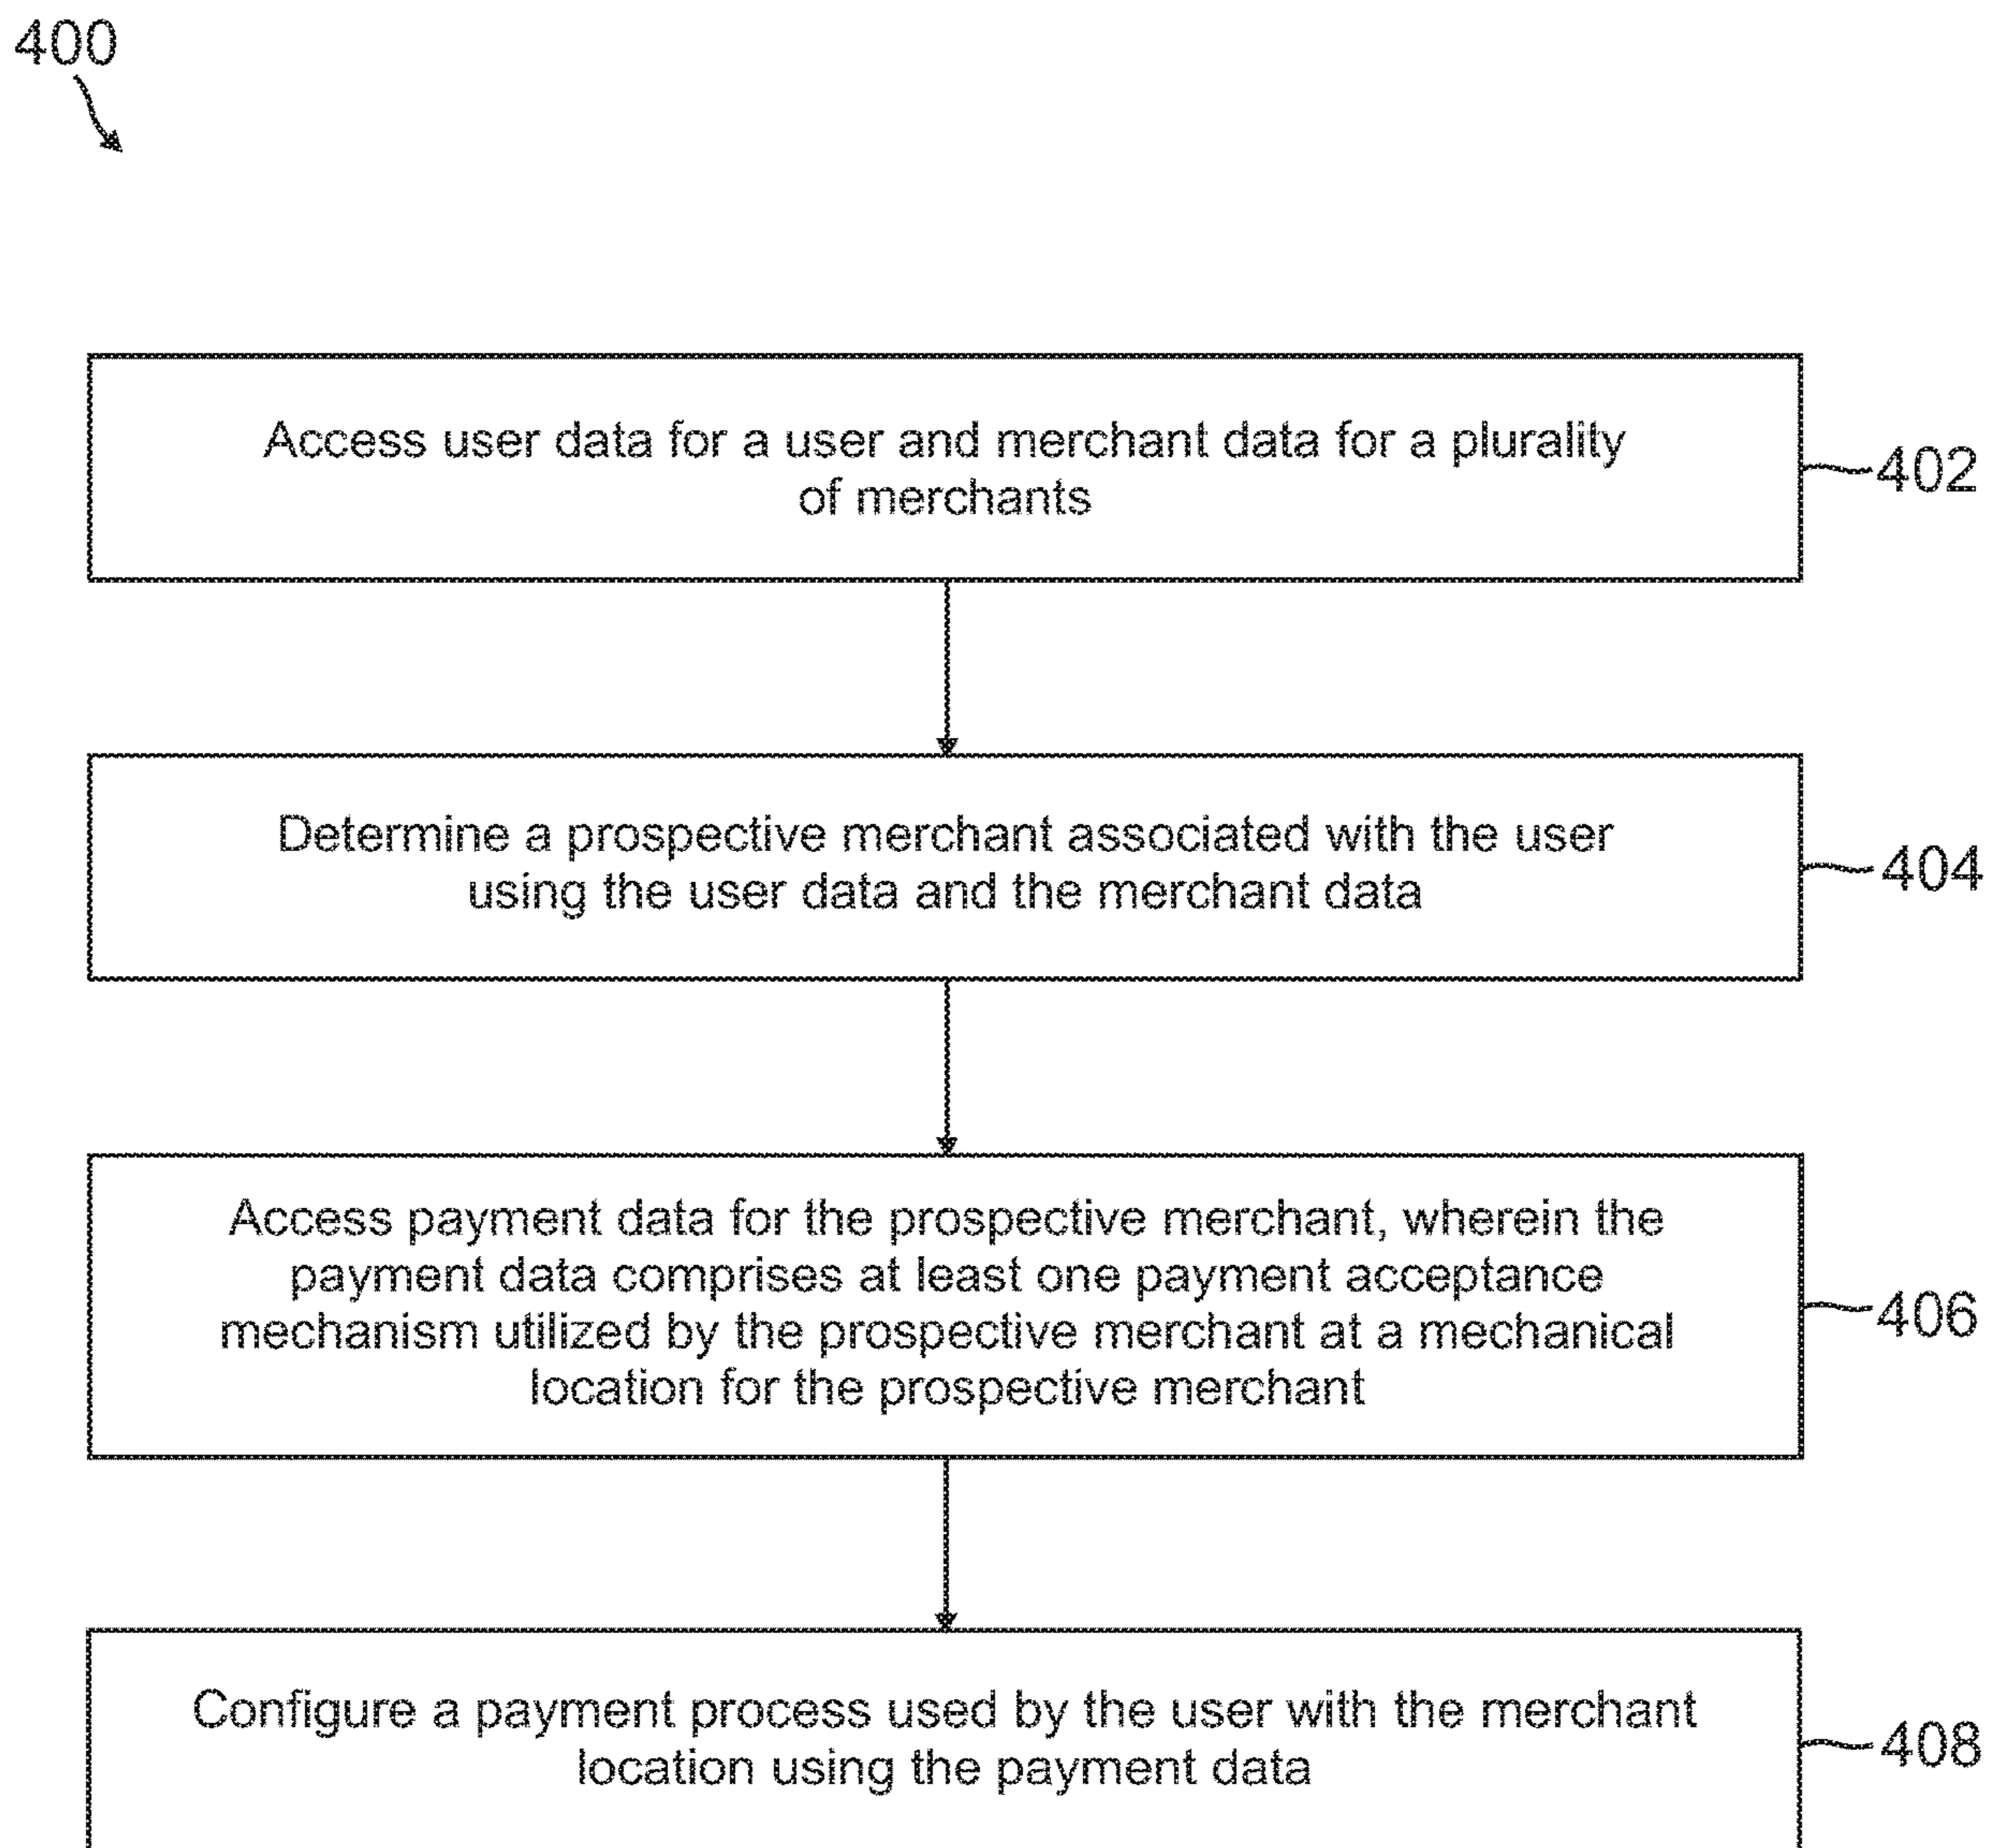 400
Access user data for a user and merchant data for a plurality
of merchants
402
Determine a prospective merchant associated with the user
using the user data and the merchant data
404
Access payment data for the prospective merchant, wherein the
payment data comprises at least one payment acceptance
mechanism utilized by the prospective merchant at a mechanical
location for the prospective merchant
406
Configure a payment process used by the user with the merchant
location using the payment data
408